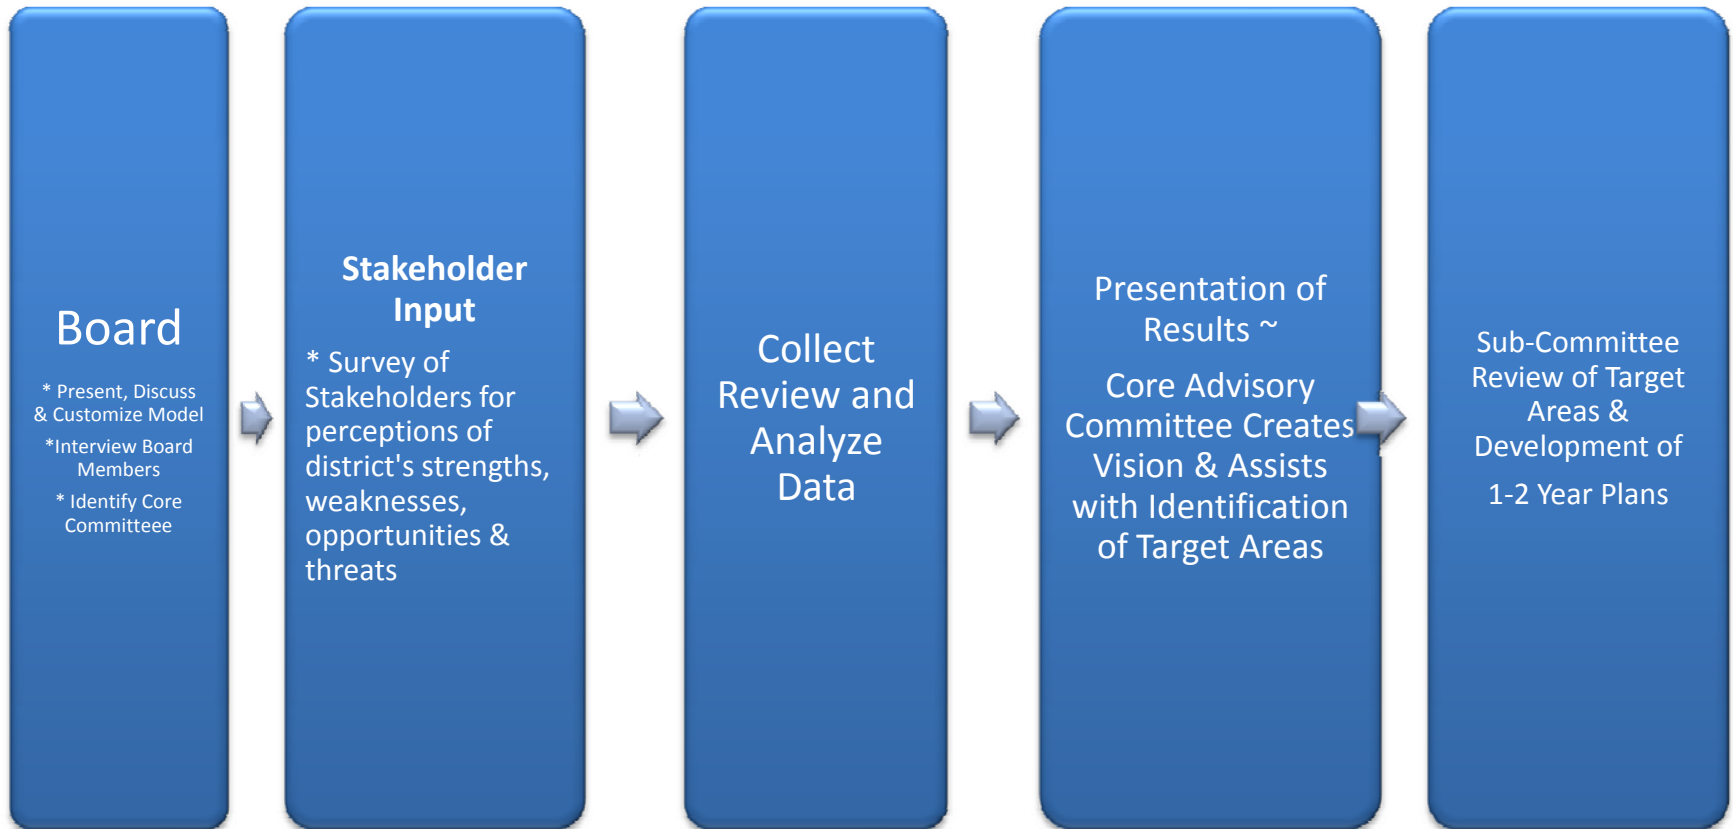 Board
* Present, Discuss
& Customize Model
*Interview Board
Members
* Identify Core
Committeee
Stakeholder
Input
* Survey of
Stakeholders for
perceptions of
district's strengths,
weaknesses,
opportunities &
threats
Collect
Review and
Analyze
Data
Presentation of
Results ~
Core Advisory
Committee Creates
Vision & Assists
with Identification
of Target Areas
Sub-Committee
Review of Target
Areas &
Development of
1-2 Year Plans